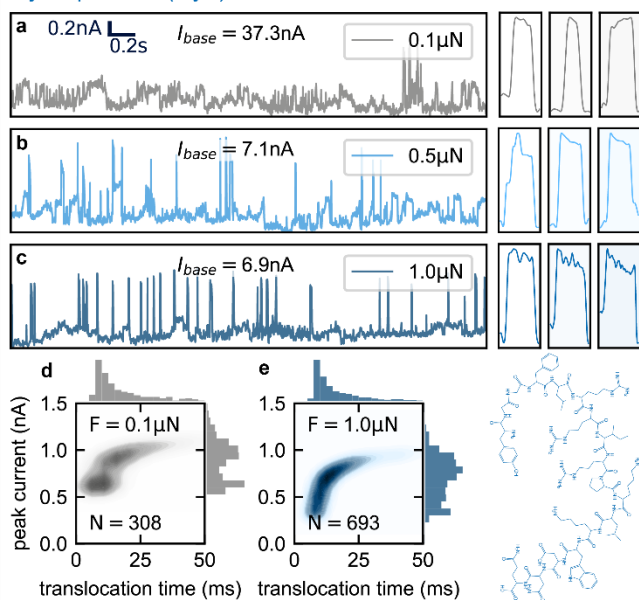 a
0.2nA
0.2s
I_base = 37.3nA
0.1µN
b
I_base = 7.1nA
0.5µN
c
I_base = 6.9nA
1.0µN
d
e
1.5
1.0
0.5
0.0
peak current (nA)
F = 0.1µN
N = 308
0
25
50
translocation time (ms)
1.5
1.0
0.5
F = 1.0µN
N = 693
0
25
50
translocation time (ms)